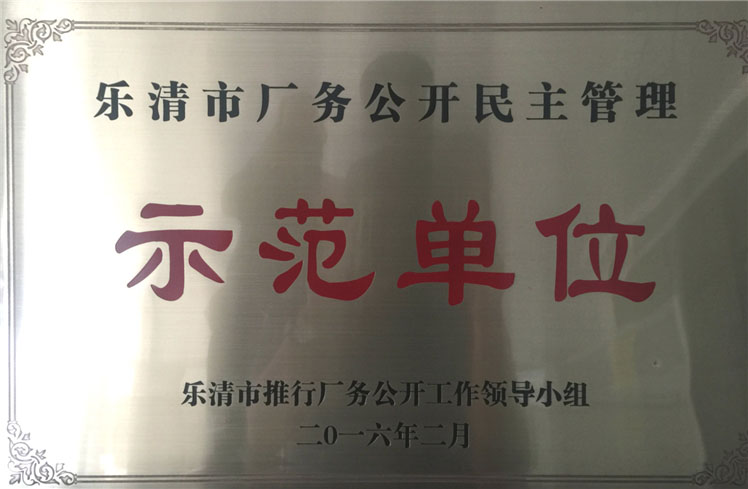 乐清市厂务公开民主管理
示范单位
乐清市推行厂务公开工作领导小组
二0一六年二月